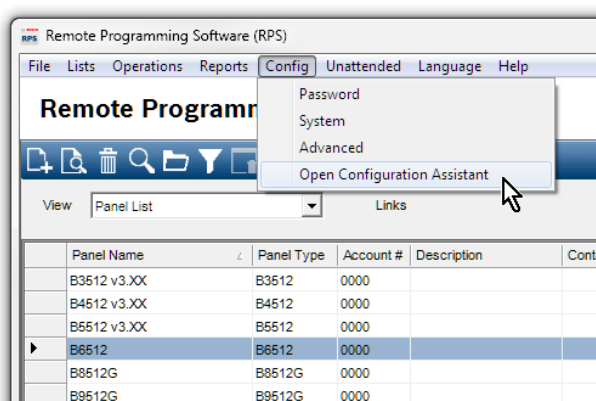 RPS Remote Programming Software (RPS)
File Lists Operations Reports Config Unattended Language Help
Password
System
Advanced
Open Configuration Assistant
Remote Programm
View Panel List Links
Panel Name Panel Type Account # Description Cont
B3512 v3.XX B3512 0000
B4512 v3.XX B4512 0000
B5512 v3.XX B5512 0000
B6512 B6512 0000
B8512G B8512G 0000
B9512G B9512G 0000